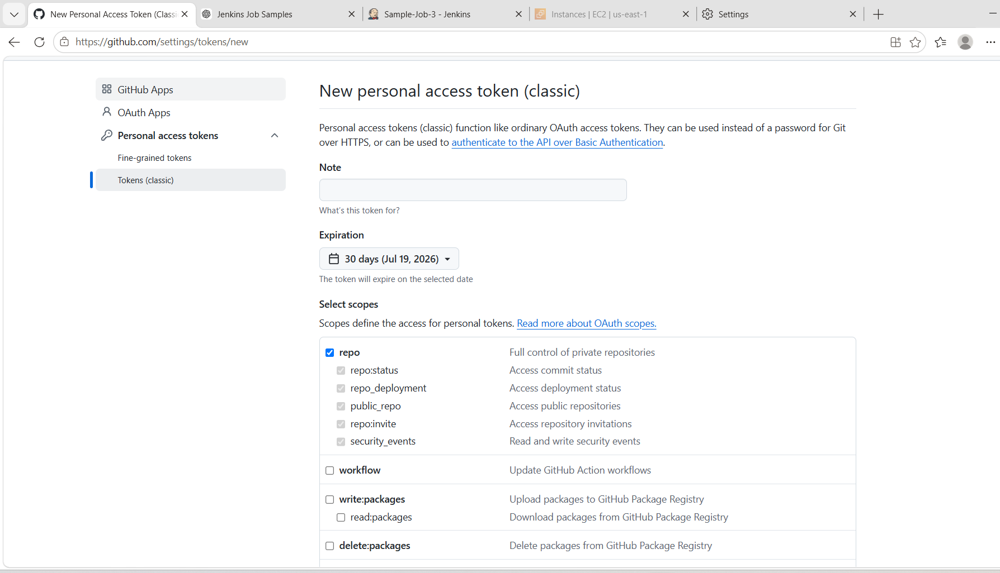 New Personal Access Token (Classi
Jenkins Job Samples
Sample-Job-3 - Jenkins
Instances | EC2 | us-east-1
Settings
https://github.com/settings/tokens/new
GitHub Apps
OAuth Apps
Personal access tokens
Fine-grained tokens
Tokens (classic)
New personal access token (classic)
Personal access tokens (classic) function like ordinary OAuth access tokens. They can be used instead of a password for Git
over HTTPS, or can be used to authenticate to the API over Basic Authentication.
Note
What's this token for?
Expiration
30 days (Jul 19, 2026)
The token will expire on the selected date
Select scopes
Scopes define the access for personal tokens. Read more about OAuth scopes.
repo Full control of private repositories
repo:status Access commit status
repo_deployment Access deployment status
public_repo Access public repositories
repo:invite Access repository invitations
security_events Read and write security events
workflow Update GitHub Action workflows
write:packages Upload packages to GitHub Package Registry
read:packages Download packages from GitHub Package Registry
delete:packages Delete packages from GitHub Package Registry